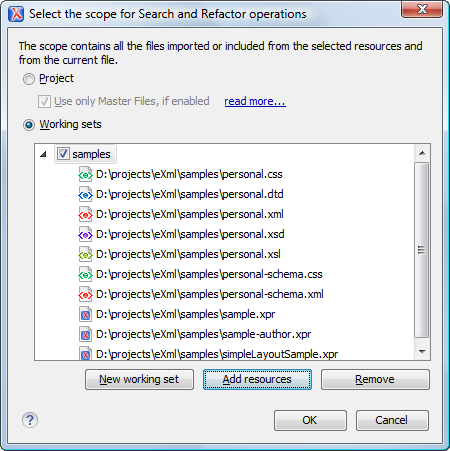 Select the scope for Search and Refactor operations
The scope contains all the files imported or included from the selected resources and
from the current file.
Project
Use only Master Files, if enabled read more...
Working sets
samples
D:\projects\eXml\samples\personal.css
D:\projects\eXml\samples\personal.dtd
D:\projects\eXml\samples\personal.xml
D:\projects\eXml\samples\personal.xsd
D:\projects\eXml\samples\personal.xsl
D:\projects\eXml\samples\personal-schema.css
D:\projects\eXml\samples\personal-schema.xml
D:\projects\eXml\samples\sample.xpr
D:\projects\eXml\samples\sample-author.xpr
D:\projects\eXml\samples\simpleLayoutSample.xpr
New working set Add resources Remove
? OK Cancel